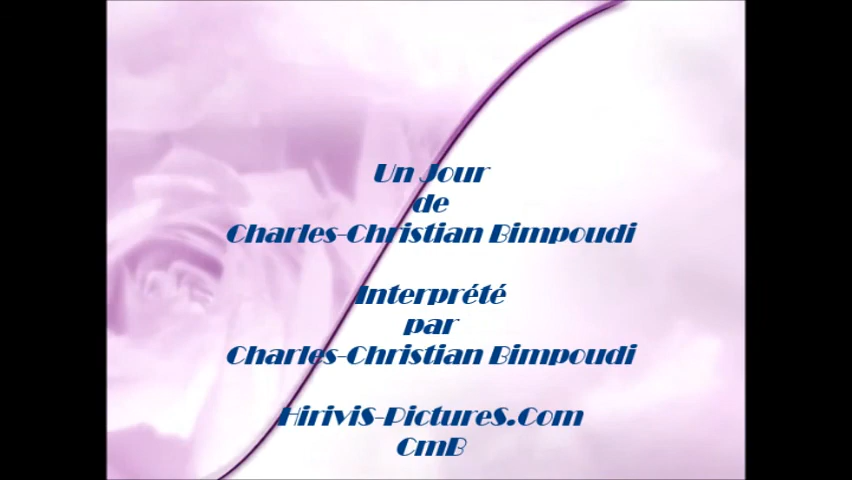 Un Jour
de
Charles-Christian Bimpoudi
Interprété
par
Charles-Christian Bimpoudi
HiriviS-PictureS.Com
CmB